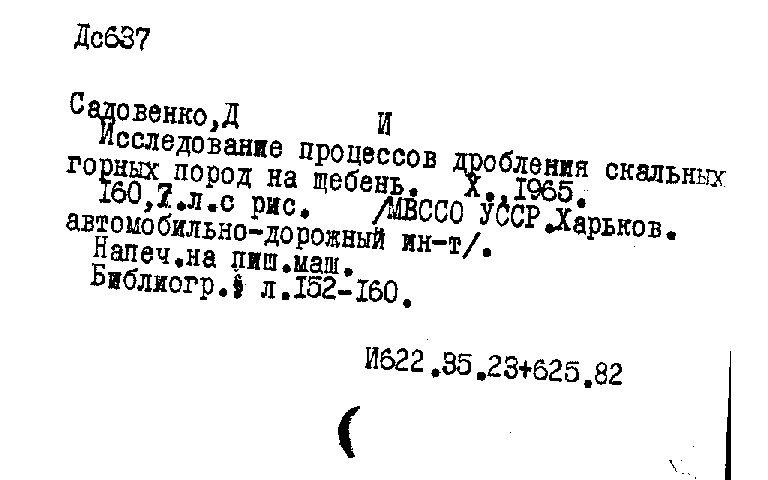 Дс637
Садовенко,Д И
Исследование процессов дробления скальных
горных пород на щебень. Х.,1965.
160,7.л.с рис. /МВССО УССР.Харьков.
автомобильно-дорожный ин-т/.
Напеч.на пиш.маш.
Библиогр. л.152-160.
И622.35.23+625.82